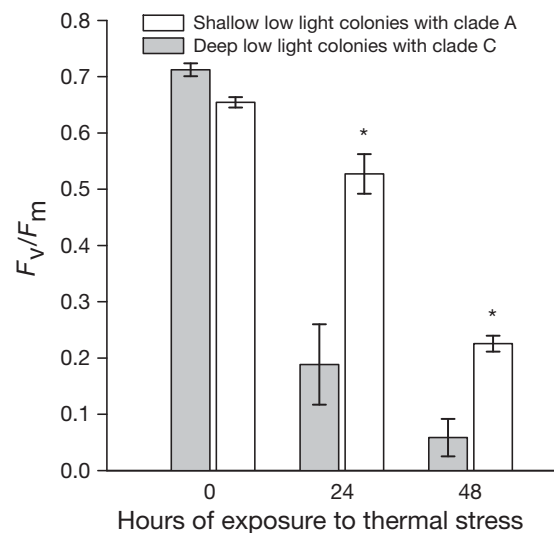 Shallow low light colonies with clade A
Deep low light colonies with clade C
0.8
0.7
0.6
0.5
0.4
0.3
0.2
0.1
0.0
Fv/Fm
*
*
0 24 48
Hours of exposure to thermal stress